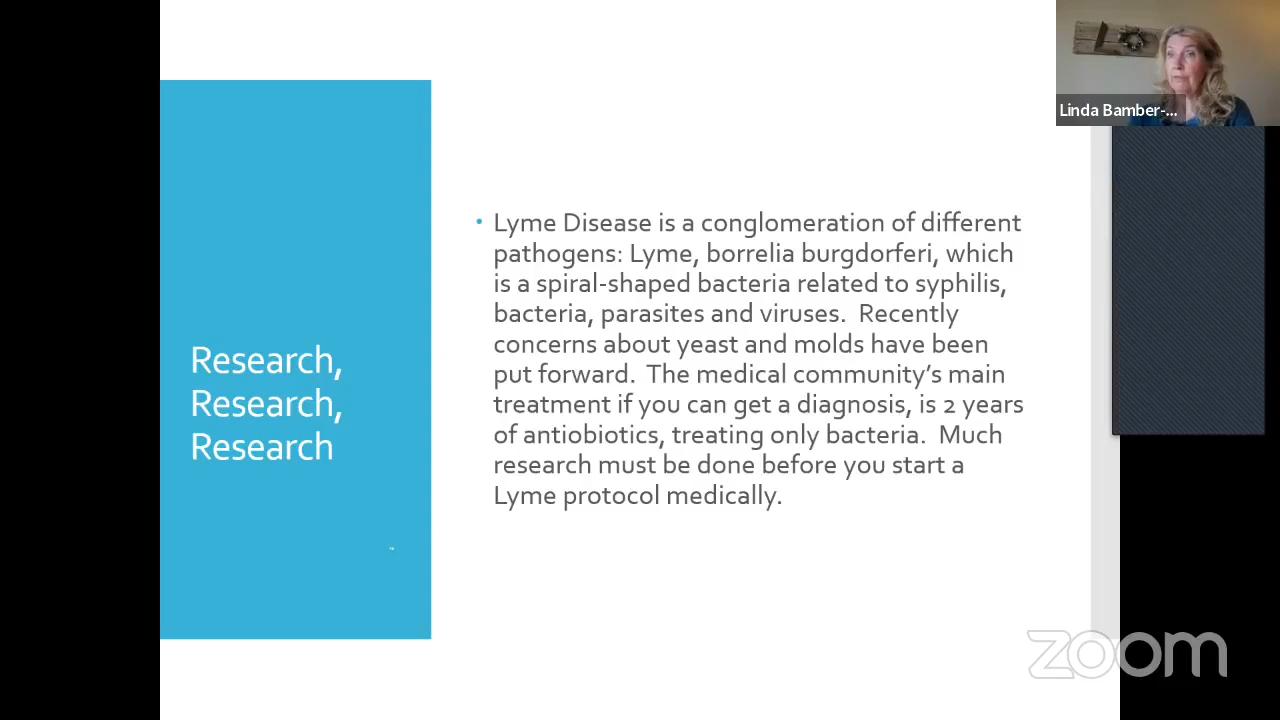 Linda Bamber-...
Lyme Disease is a conglomeration of different
pathogens: Lyme, borrelia burgdorferi, which
is a spiral-shaped bacteria related to syphilis,
bacteria, parasites and viruses.  Recently
concerns about yeast and molds have been
put forward.  The medical community’s main
treatment if you can get a diagnosis, is 2 years
of antiobiotics, treating only bacteria.  Much
research must be done before you start a
Lyme protocol medically.
Research,
Research,
Research
zoom